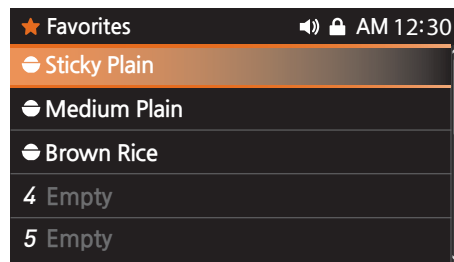 Favorites AM 12:30
Sticky Plain
Medium Plain
Brown Rice
4 Empty
5 Empty